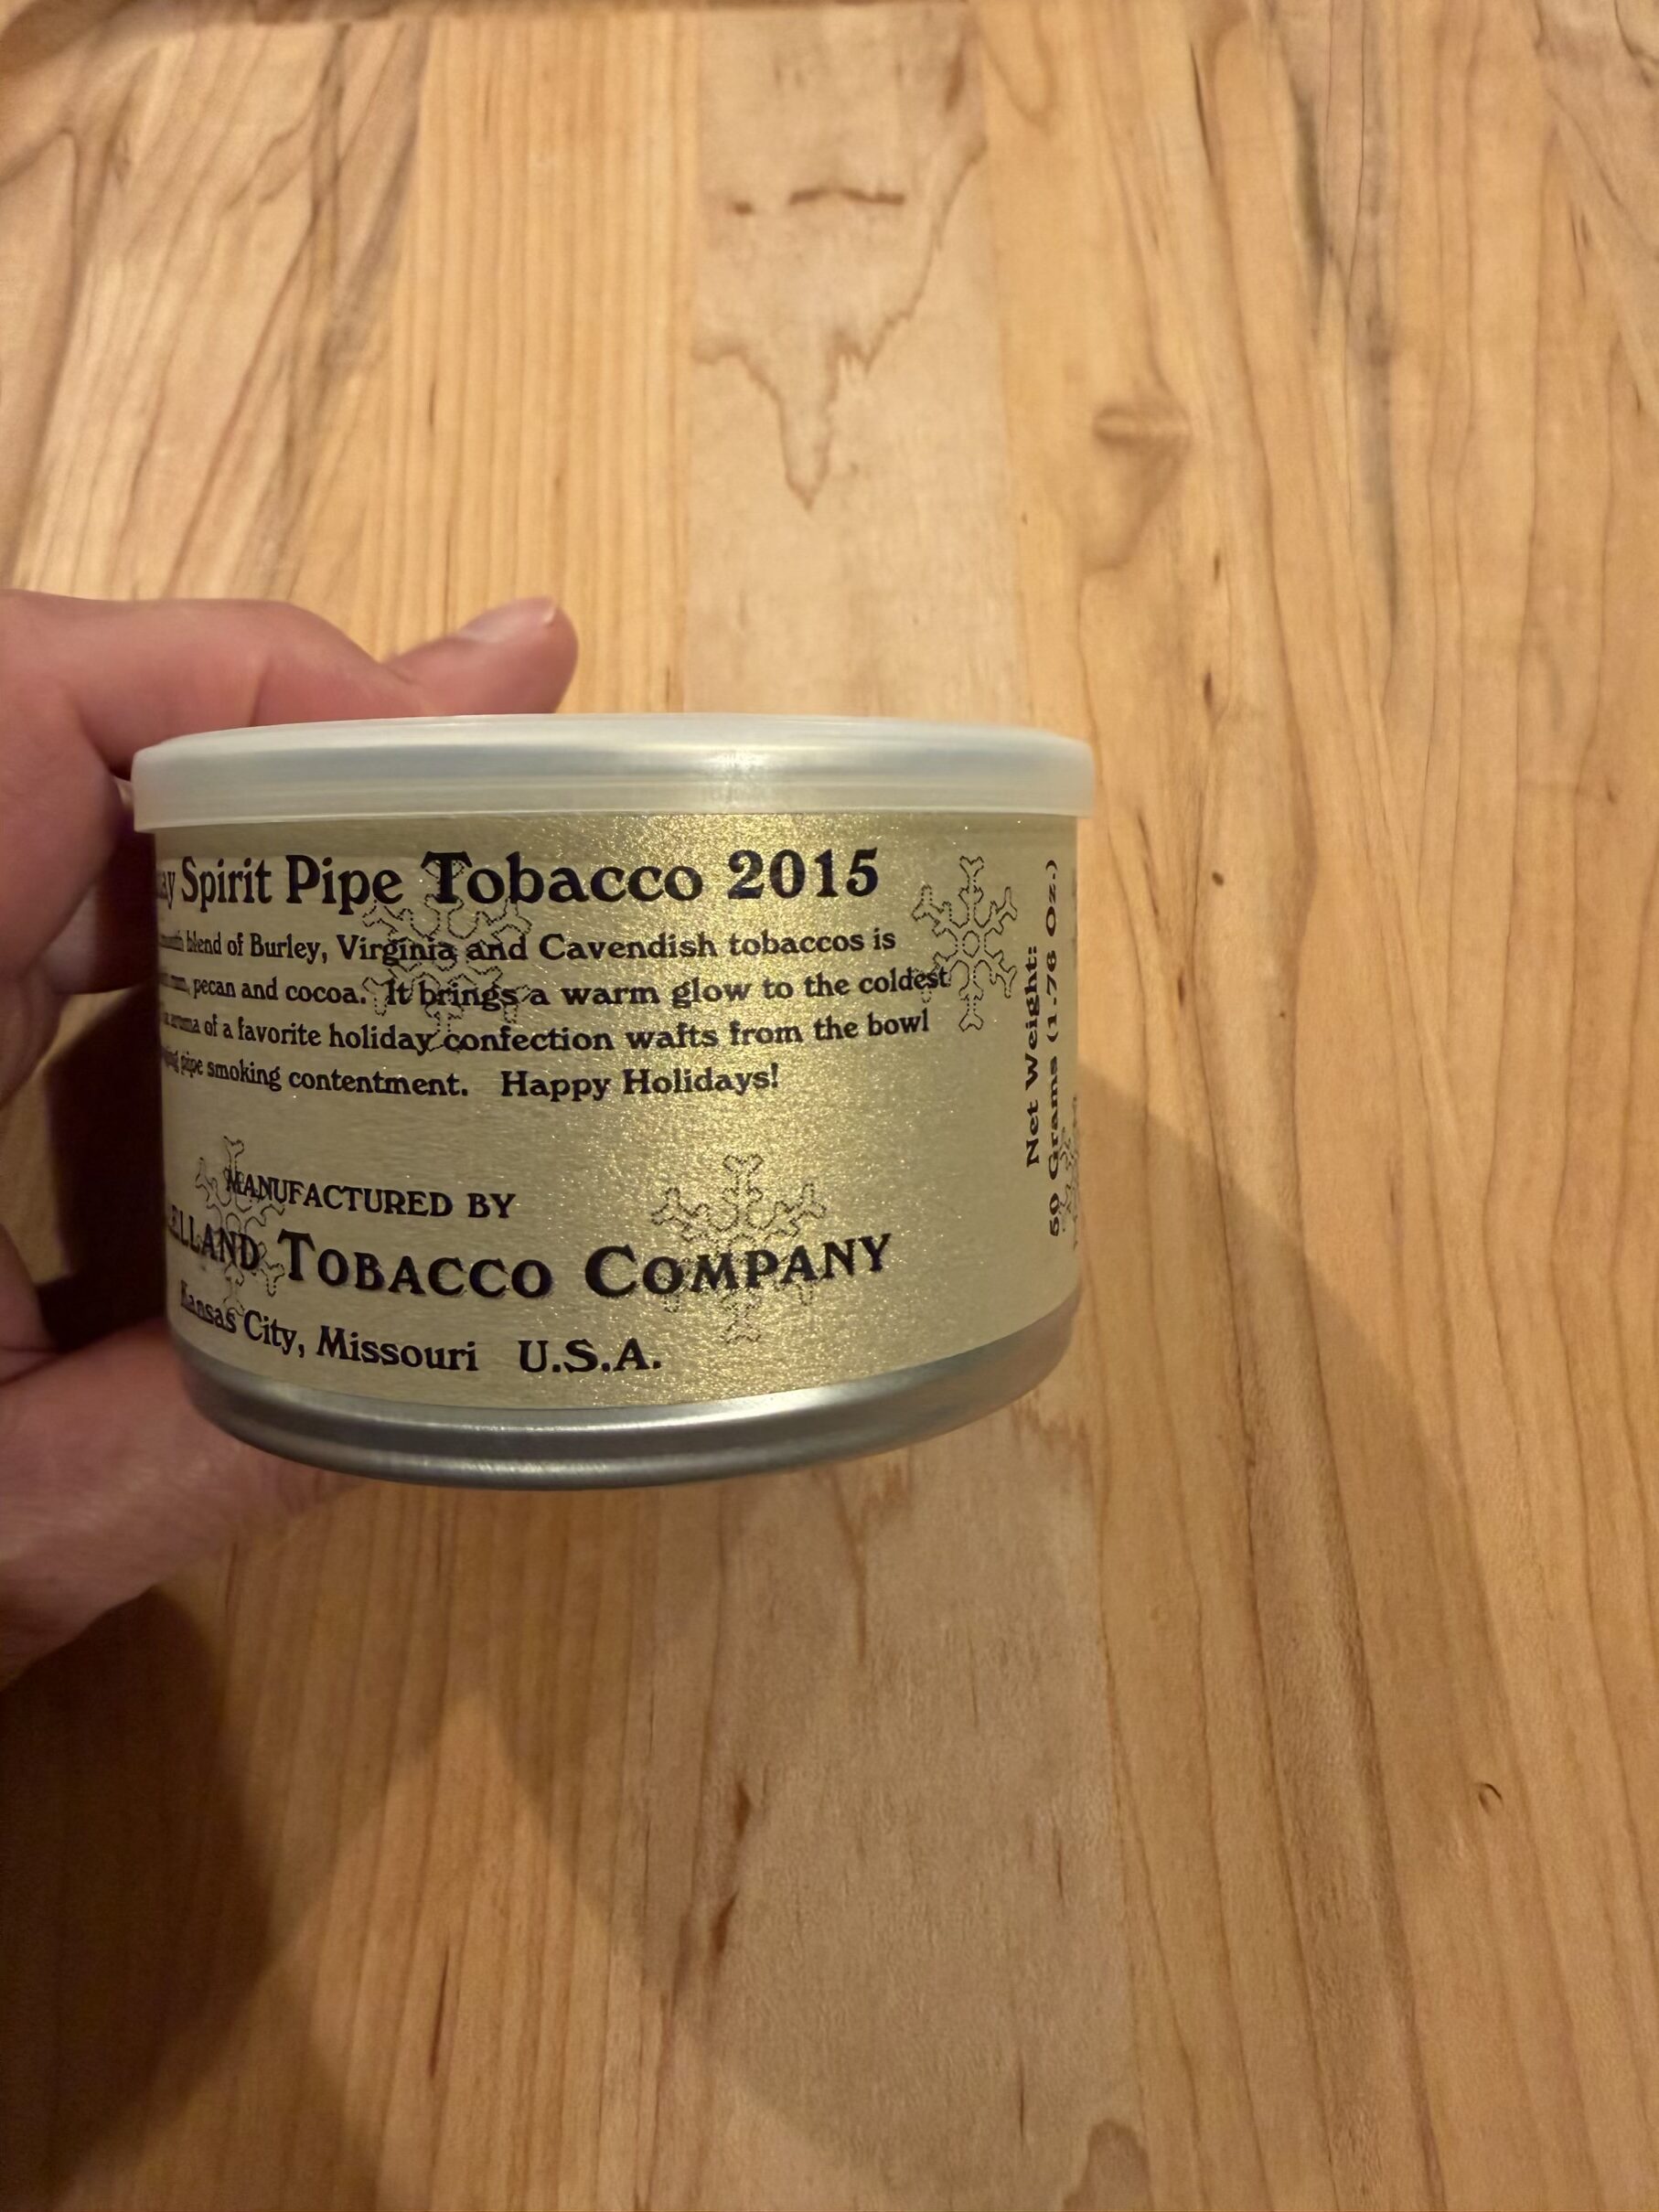 Spirit Pipe Tobacco 2015
blend of Burley, Virginia and Cavendish tobaccos is
pecan and cocoa. It brings a warm glow to the coldest
of a favorite holiday confection wafts from the bowl
pipe smoking contentment. Happy Holidays!
MANUFACTURED BY
ELLAND TOBACCO COMPANY
Kansas City, Missouri U.S.A.
Net Weight:
50 Grams (1.76 Oz.)